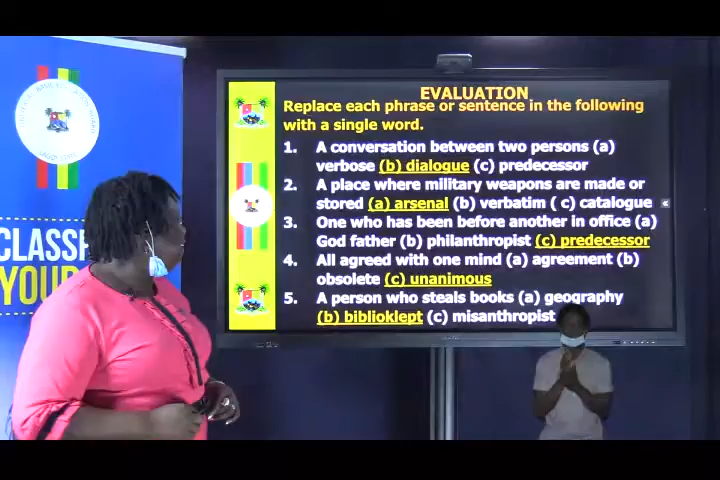 EVALUATION
Replace each phrase or sentence in the following
with a single word.
1. A conversation between two persons (a)
verbose (b) dialogue (c) predecessor
2. A place where military weapons are made or
stored (a) arsenal (b) verbatim ( c) catalogue
3. One who has been before another in office (a)
God father (b) philanthropist (c) predecessor
4. All agreed with one mind (a) agreement (b)
obsolete (c) unanimous
5. A person who steals books (a) geography
(b) biblioklept (c) misanthropist
CLASS
YOUR